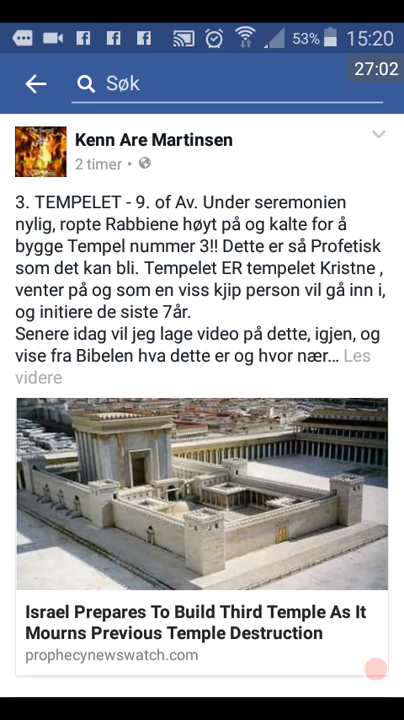 53% 15:20
27:02
Søk
Kenn Are Martinsen
2 timer
3. TEMPELET - 9. of Av. Under seremonien
nylig, ropte Rabbiene høyt på og kalte for å
bygge Tempel nummer 3!! Dette er så Profetisk
som det kan bli. Tempelet ER tempelet Kristne ,
venter på og som en viss kjip person vil gå inn i,
og initiere de siste 7år.
Senere idag vil jeg lage video på dette, igjen, og
vise fra Bibelen hva dette er og hvor nær... Les
videre
Israel Prepares To Build Third Temple As It
Mourns Previous Temple Destruction
prophecynewswatch.com